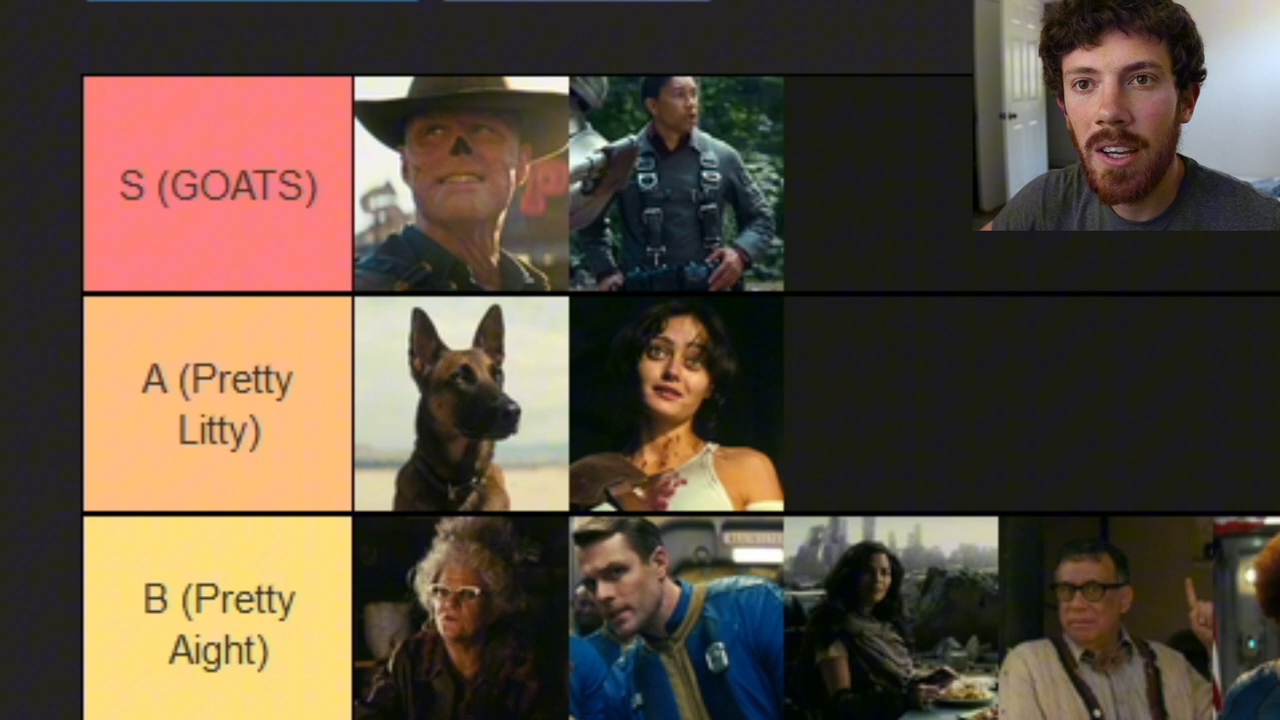 S (GOATS)
A (Pretty
Litty)
B (Pretty
Aight)